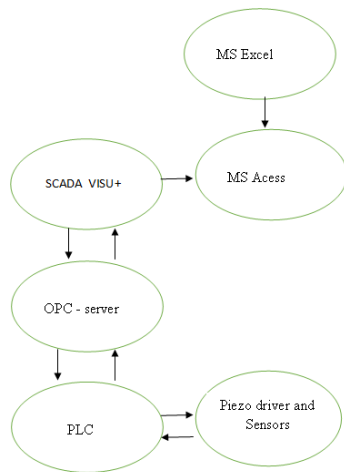 MS Excel
SCADA VISU+
MS Acess
OPC - server
PLC
Piezo driver and
Sensors